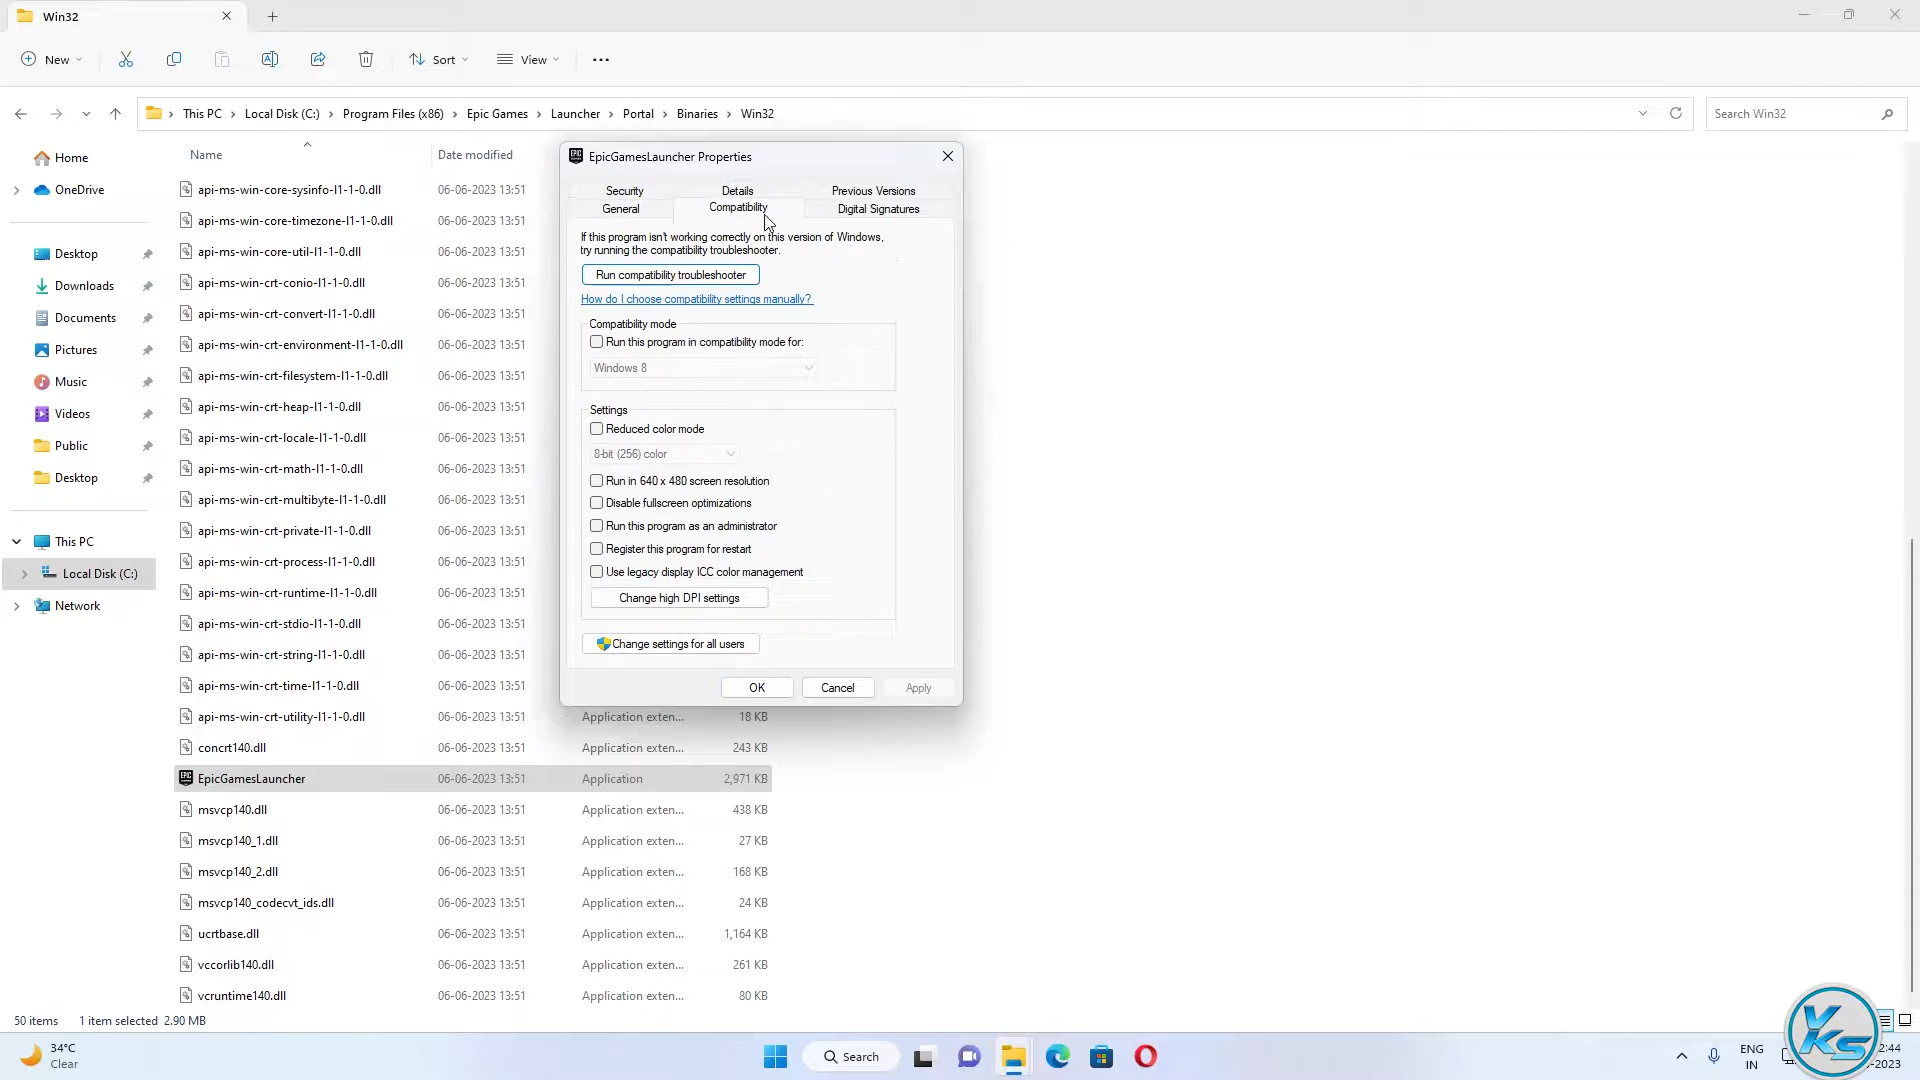 Win32
New
Sort
View
This PC > Local Disk (C:) > Program Files (x86) > Epic Games > Launcher > Portal > Binaries > Win32
Search Win32
Home
OneDrive
Desktop
Downloads
Documents
Pictures
Music
Videos
Public
Desktop
This PC
Local Disk (C:)
Network
Name Date modified
api-ms-win-core-sysinfo-l1-1-0.dll 06-06-2023 13:51
api-ms-win-core-timezone-l1-1-0.dll 06-06-2023 13:51
api-ms-win-core-util-l1-1-0.dll 06-06-2023 13:51
api-ms-win-crt-conio-l1-1-0.dll 06-06-2023 13:51
api-ms-win-crt-convert-l1-1-0.dll 06-06-2023 13:51
api-ms-win-crt-environment-l1-1-0.dll 06-06-2023 13:51
api-ms-win-crt-filesystem-l1-1-0.dll 06-06-2023 13:51
api-ms-win-crt-heap-l1-1-0.dll 06-06-2023 13:51
api-ms-win-crt-locale-l1-1-0.dll 06-06-2023 13:51
api-ms-win-crt-math-l1-1-0.dll 06-06-2023 13:51
api-ms-win-crt-multibyte-l1-1-0.dll 06-06-2023 13:51
api-ms-win-crt-private-l1-1-0.dll 06-06-2023 13:51
api-ms-win-crt-process-l1-1-0.dll 06-06-2023 13:51
api-ms-win-crt-runtime-l1-1-0.dll 06-06-2023 13:51
api-ms-win-crt-stdio-l1-1-0.dll 06-06-2023 13:51
api-ms-win-crt-string-l1-1-0.dll 06-06-2023 13:51
api-ms-win-crt-time-l1-1-0.dll 06-06-2023 13:51
api-ms-win-crt-utility-l1-1-0.dll 06-06-2023 13:51 Application exten... 18 KB
concrt140.dll 06-06-2023 13:51 Application exten... 243 KB
EpicGamesLauncher 06-06-2023 13:51 Application 2,971 KB
msvcp140.dll 06-06-2023 13:51 Application exten... 438 KB
msvcp140_1.dll 06-06-2023 13:51 Application exten... 27 KB
msvcp140_2.dll 06-06-2023 13:51 Application exten... 168 KB
msvcp140_codecvt_ids.dll 06-06-2023 13:51 Application exten... 24 KB
ucrtbase.dll 06-06-2023 13:51 Application exten... 1,164 KB
vccorlib140.dll 06-06-2023 13:51 Application exten... 261 KB
vcruntime140.dll 06-06-2023 13:51 Application exten... 80 KB
EpicGamesLauncher Properties
Security Details Previous Versions
General Compatibility Digital Signatures
If this program isn't working correctly on this version of Windows,
try running the compatibility troubleshooter.
Run compatibility troubleshooter
How do I choose compatibility settings manually?
Compatibility mode
Run this program in compatibility mode for:
Windows 8
Settings
Reduced color mode
8-bit (256) color
Run in 640 x 480 screen resolution
Disable fullscreen optimizations
Run this program as an administrator
Register this program for restart
Use legacy display ICC color management
Change high DPI settings
Change settings for all users
OK Cancel Apply
50 items 1 item selected 2.90 MB
34°C
Clear
Search
ENG
IN
2:44
-2023
YKS